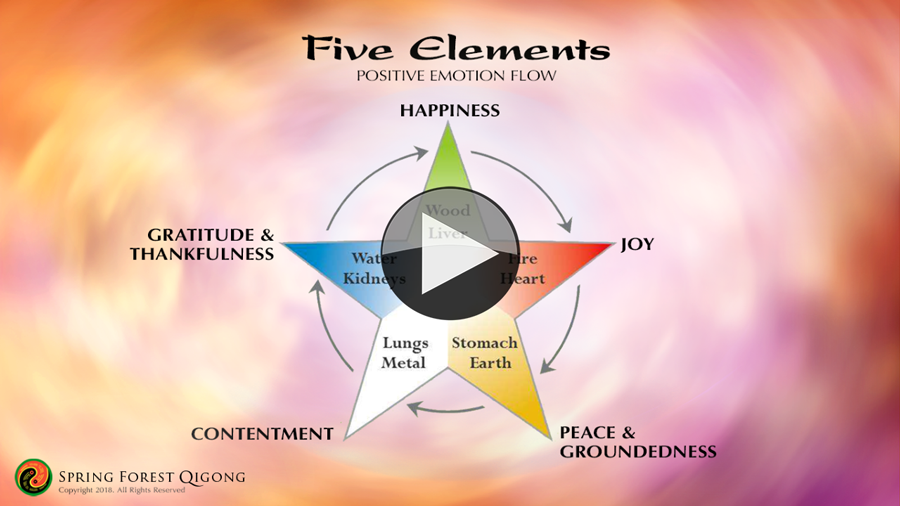 Five Elements
POSITIVE EMOTION FLOW
HAPPINESS
Wood
Liver
GRATITUDE &
THANKFULNESS
JOY
Water
Kidneys
Fire
Heart
Lungs
Metal
Stomach
Earth
CONTENTMENT
PEACE &
GROUNDEDNESS
SPRING FOREST QIGONG
Copyright 2018. All Rights Reserved